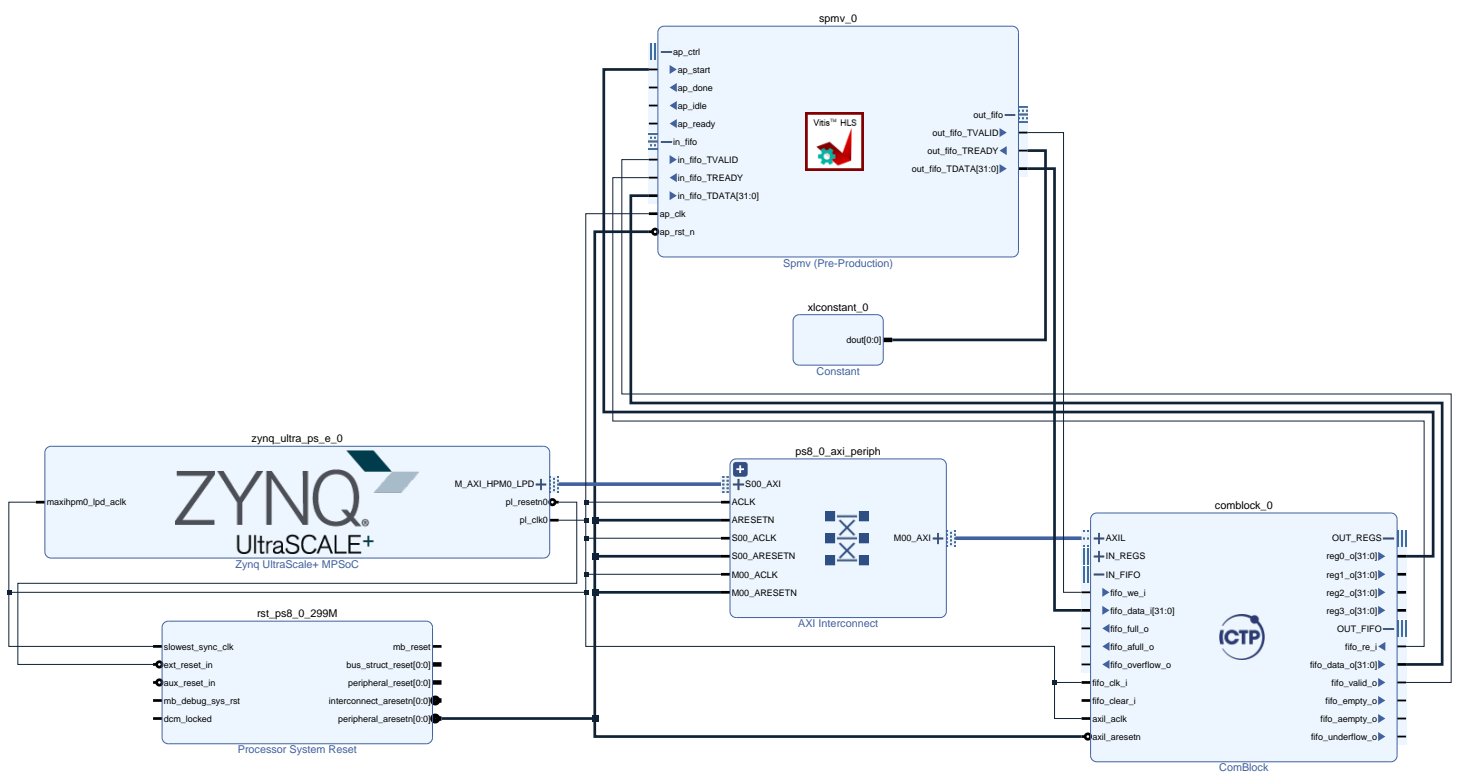 spmv_0
ap_ctrl
ap_start
ap_done
ap_idle
ap_ready
in_fifo
in_fifo_TVALID
in_fifo_TREADY
in_fifo_TDATA[31:0]
ap_clk
ap_rst_n
Vitis™ HLS
out_fifo
out_fifo_TVALID
out_fifo_TREADY
out_fifo_TDATA[31:0]
Spmv (Pre-Production)
xlconstant_0
dout[0:0]
Constant
zynq_ultra_ps_e_0
maxihpm0_lpd_aclk
ZYNQ
UltraSCALE+
M_AXI_HPM0_LPD
pl_resetn0
pl_clk0
Zynq UltraScale+ MPSoC
ps8_0_axi_periph
S00_AXI
ACLK
ARESETN
S00_ACLK
S00_ARESETN
M00_ACLK
M00_ARESETN
M00_AXI
AXI Interconnect
rst_ps8_0_299M
slowest_sync_clk
ext_reset_in
aux_reset_in
mb_debug_sys_rst
dcm_locked
mb_reset
bus_struct_reset[0:0]
peripheral_reset[0:0]
interconnect_aresetn[0:0]
peripheral_aresetn[0:0]
Processor System Reset
comblock_0
AXIL
IN_REGS
IN_FIFO
fifo_we_i
fifo_data_i[31:0]
fifo_full_o
fifo_afull_o
fifo_overflow_o
fifo_clk_i
fifo_clear_i
axil_aclk
axil_aresetn
ICTP
OUT_REGS
reg0_o[31:0]
reg1_o[31:0]
reg2_o[31:0]
reg3_o[31:0]
OUT_FIFO
fifo_re_i
fifo_data_o[31:0]
fifo_valid_o
fifo_empty_o
fifo_aempty_o
fifo_underflow_o
ComBlock